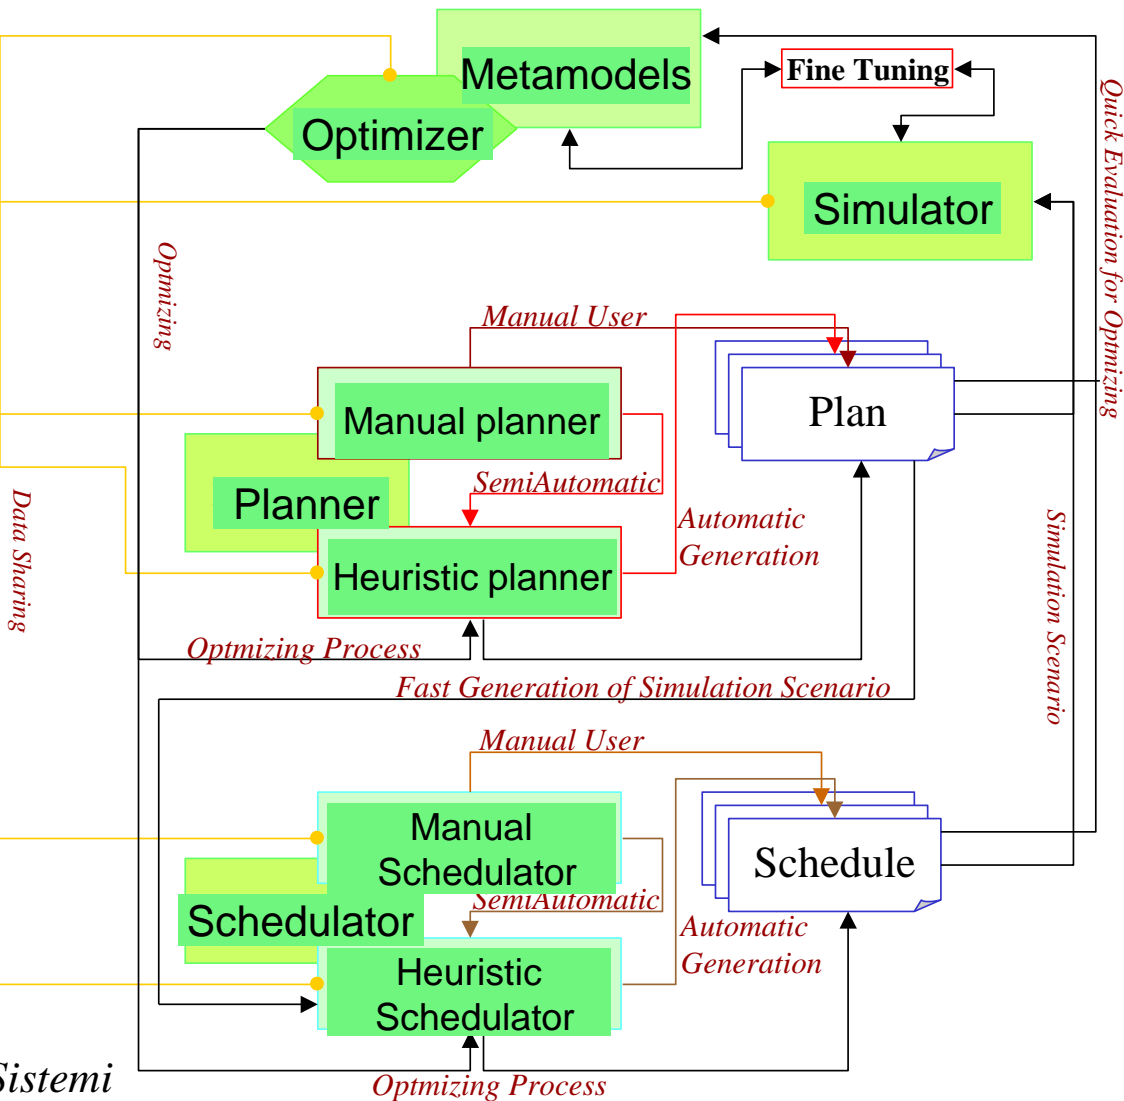 Metamodels
Fine Tuning
Optimizer
Simulator
Quick Evaluation for Optmizing
Optmizing
Manual User
Manual planner
Plan
SemiAutomatic
Planner
Data Sharing
Automatic
Generation
Simulation Scenario
Heuristic planner
Optmizing Process
Fast Generation of Simulation Scenario
Manual User
Manual
Schedulator
Schedule
SemiAutomatic
Schedulator
Automatic
Generation
Heuristic
Schedulator
Sistemi
Optmizing Process